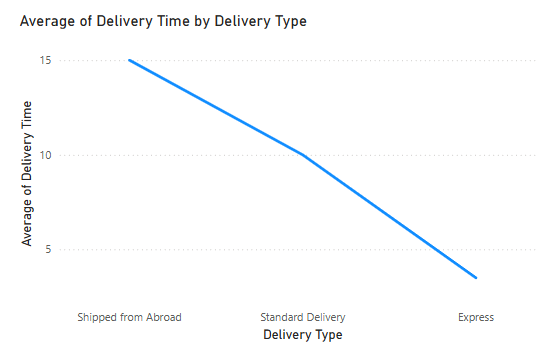 Average of Delivery Time by Delivery Type
15
10
5
Average of Delivery Time
Shipped from Abroad
Standard Delivery
Express
Delivery Type